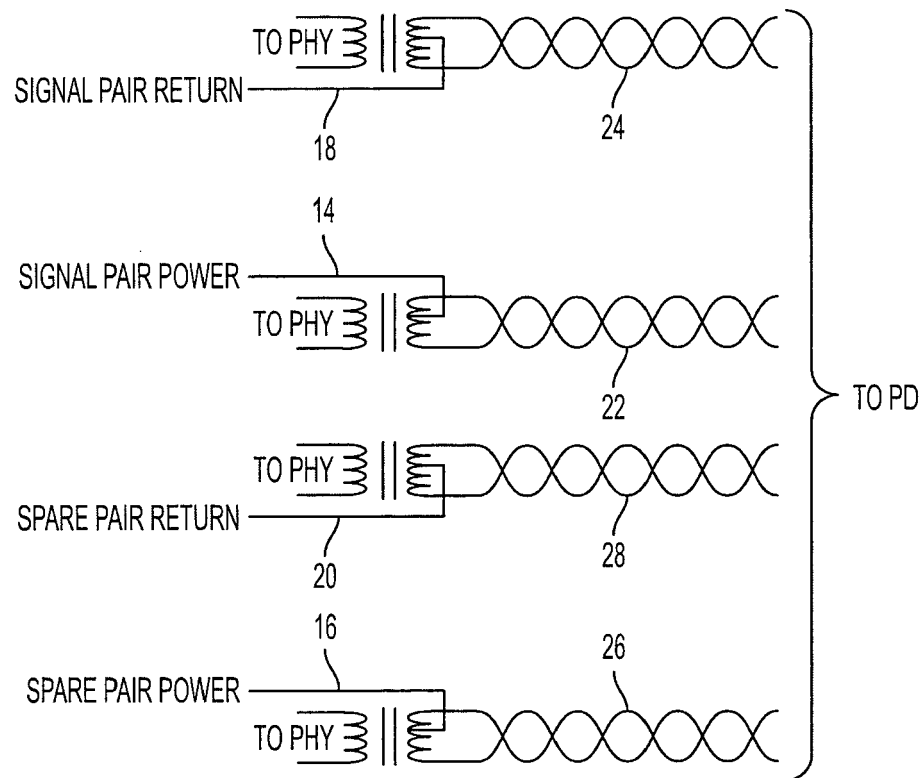 TO PHY
SIGNAL PAIR RETURN
18
24
14
SIGNAL PAIR POWER
TO PHY
22
TO PD
TO PHY
SPARE PAIR RETURN
20
28
16
26
SPARE PAIR POWER
TO PHY